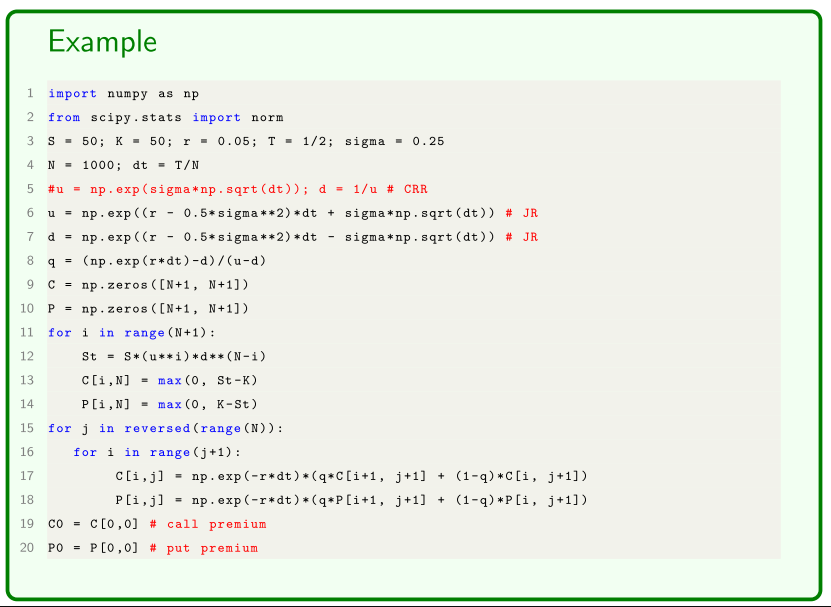 Example
1 import numpy as np
2 from scipy.stats import norm
3 S = 50; K = 50; r = 0.05; T = 1/2; sigma = 0.25
4 N = 1000; dt = T/N
5 #u = np.exp(sigma*np.sqrt(dt)); d = 1/u # CRR
6 u = np.exp((r - 0.5*sigma**2)*dt + sigma*np.sqrt(dt)) # JR
7 d = np.exp((r - 0.5*sigma**2)*dt - sigma*np.sqrt(dt)) # JR
8 q = (np.exp(r*dt)-d)/(u-d)
9 C = np.zeros([N+1, N+1])
10 P = np.zeros([N+1, N+1])
11 for i in range(N+1):
12     St = S*(u**i)*d**(N-i)
13     C[i,N] = max(0, St-K)
14     P[i,N] = max(0, K-St)
15 for j in reversed(range(N)):
16    for i in range(j+1):
17         C[i,j] = np.exp(-r*dt)*(q*C[i+1, j+1] + (1-q)*C[i, j+1])
18         P[i,j] = np.exp(-r*dt)*(q*P[i+1, j+1] + (1-q)*P[i, j+1])
19 C0 = C[0,0] # call premium
20 P0 = P[0,0] # put premium